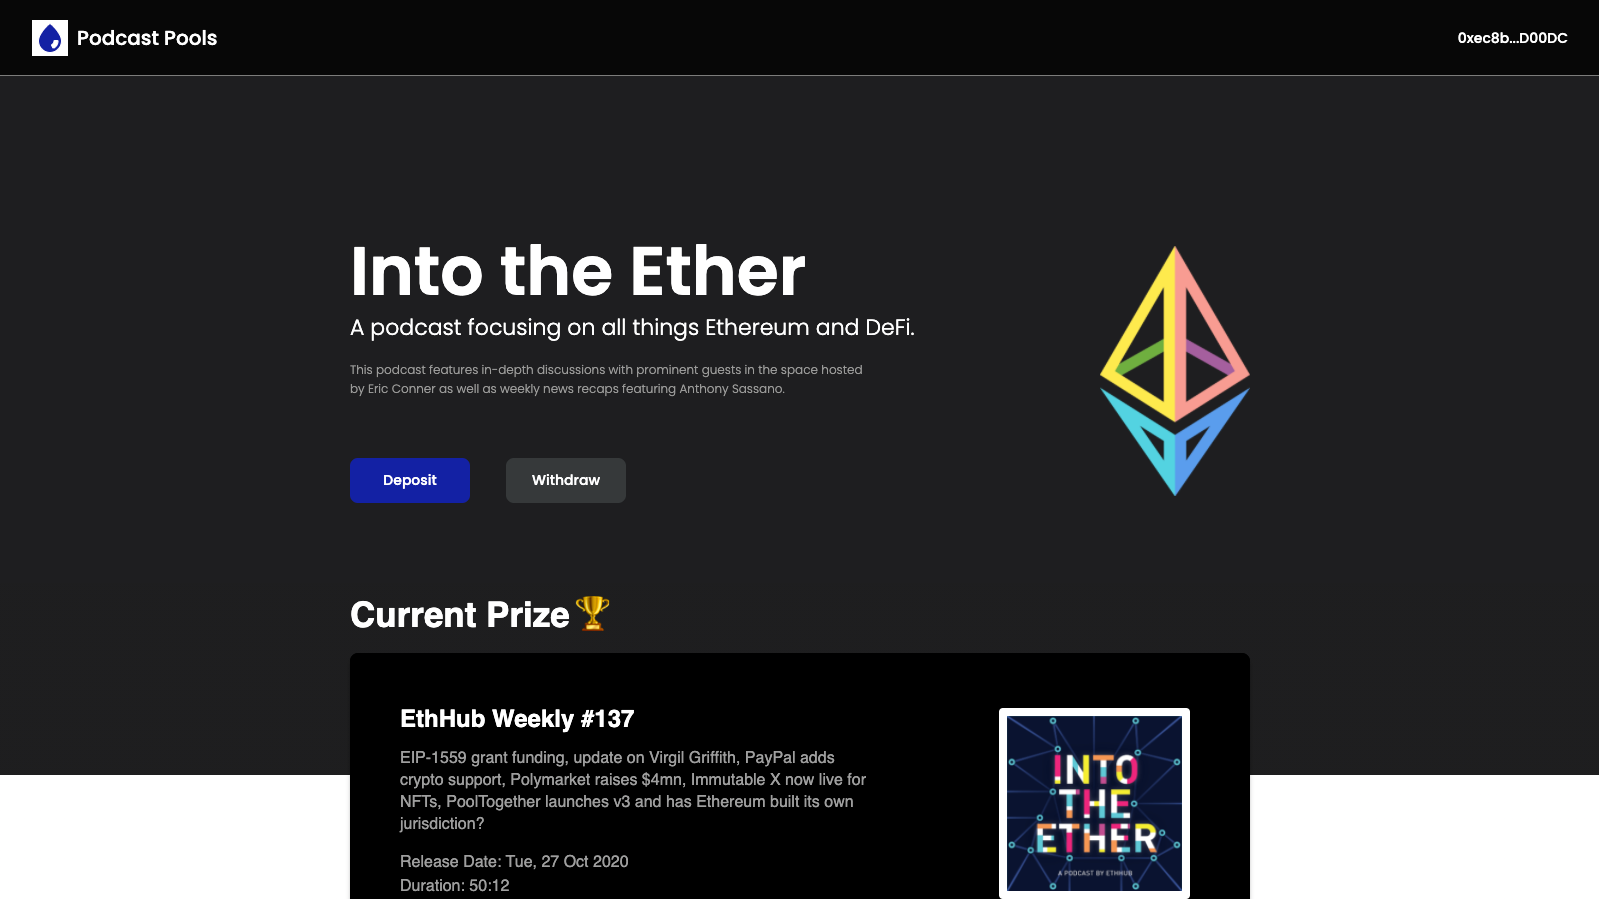 Podcast Pools
0xec8b...D00DC
Into the Ether
A podcast focusing on all things Ethereum and DeFi.
This podcast features in-depth discussions with prominent guests in the space hosted
by Eric Conner as well as weekly news recaps featuring Anthony Sassano.
Deposit
Withdraw
Current Prize🏆
EthHub Weekly #137
EIP-1559 grant funding, update on Virgil Griffith, PayPal adds
crypto support, Polymarket raises $4mn, Immutable X now live for
NFTs, PoolTogether launches v3 and has Ethereum built its own
jurisdiction?
Release Date: Tue, 27 Oct 2020
Duration: 50:12
INTO
THE
ETHER
A PODCAST BY ETHHUB